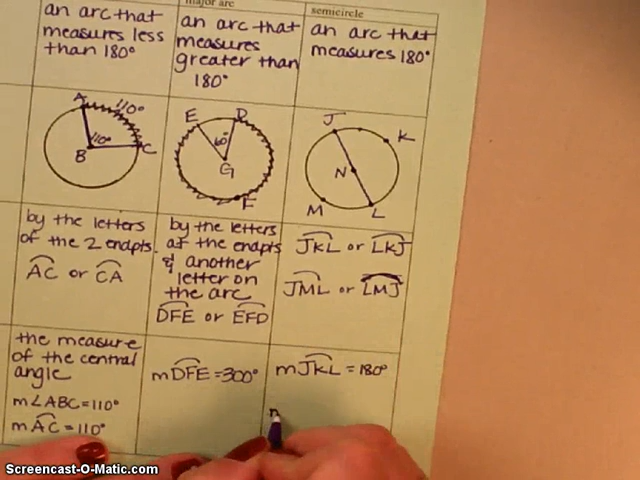 major arc
semicircle
an arc that
measures less
than 180°
an arc that
measures
greater than
180°
an arc that
measures 180°
A
110°
110°
B
C
E
D
60°
G
F
J
K
N
M
L
by the letters
of the 2 endpts.
AC or CA
by the letters
of the endpts
& another
letter on
the arc
DFE or EFD
JKL or LKJ
JML or LMJ
the measure
of the central
angle
m∠ABC=110°
mAC=110°
mDFE=300°
mJKL=180°
Screencast-O-Matic.com